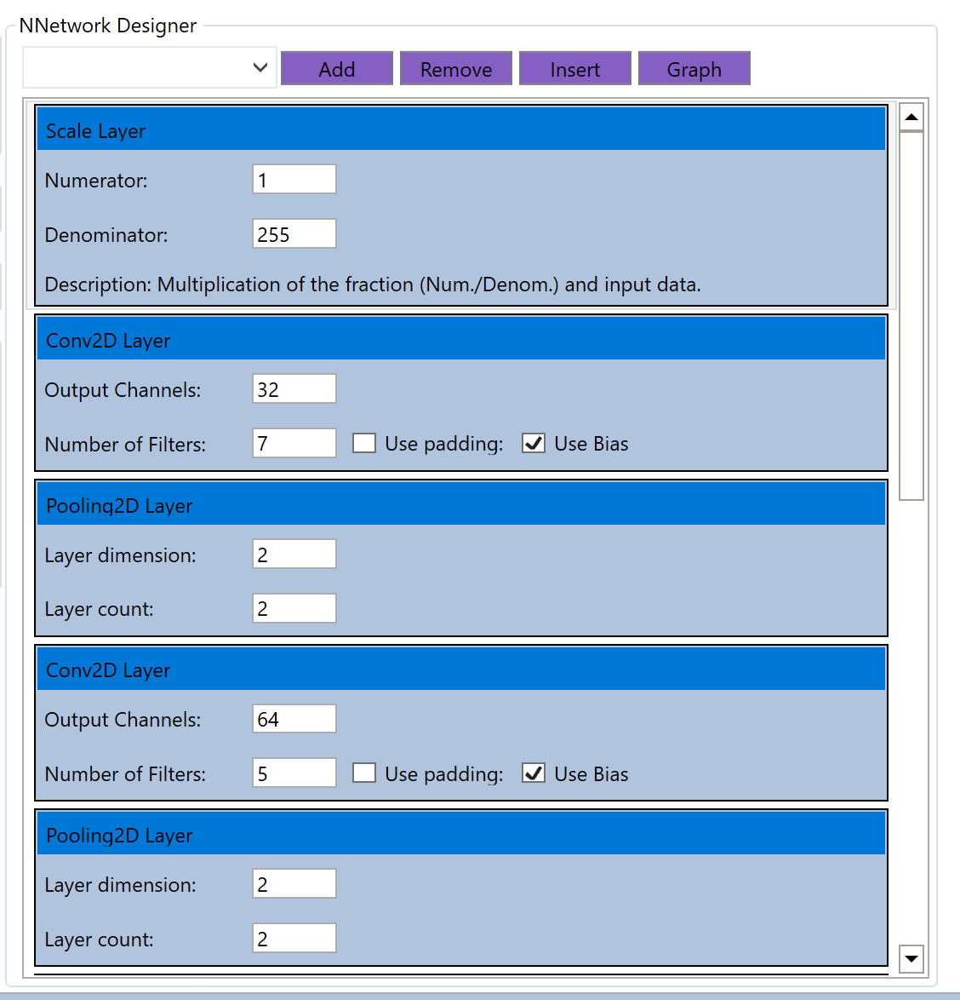 NNetwork Designer
Add Remove Insert Graph
Scale Layer
Numerator: 1
Denominator: 255
Description: Multiplication of the fraction (Num./Denom.) and input data.
Conv2D Layer
Output Channels: 32
Number of Filters: 7 Use padding: Use Bias
Pooling2D Layer
Layer dimension: 2
Layer count: 2
Conv2D Layer
Output Channels: 64
Number of Filters: 5 Use padding: Use Bias
Pooling2D Layer
Layer dimension: 2
Layer count: 2